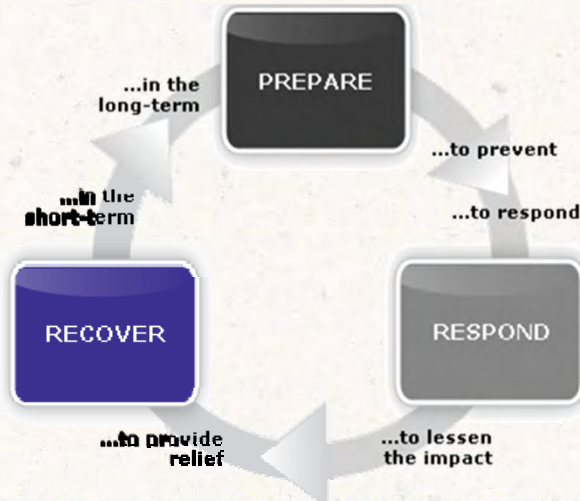 PREPARE
...in the
long-term
...to prevent
...in the
short-term
...to respond
RECOVER
RESPOND
...to provide
relief
...to lessen
the impact